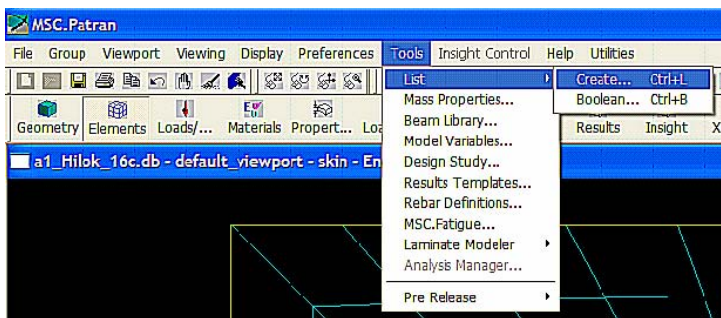 MSC.Patran
File Group Viewport Viewing Display Preferences Tools Insight Control Help Utilities
List Create... Ctrl+L
Mass Properties... Boolean... Ctrl+B
Geometry Elements Loads/... Materials Propert... Loa Beam Library... Results Insight X
Model Variables...
a1_Hilok_16c.db - default_viewport - skin - En Design Study...
Results Templates...
Rebar Definitions...
MSC.Fatigue...
Laminate Modeler
Analysis Manager...
Pre Release